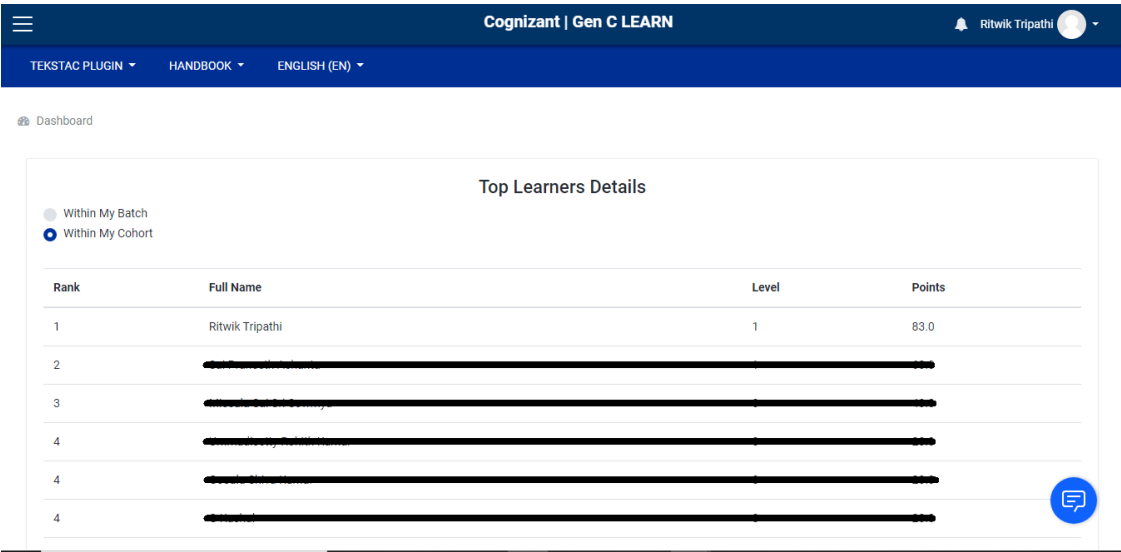 Cognizant | Gen C LEARN
Ritwik Tripathi
TEKSTAC PLUGIN HANDBOOK ENGLISH (EN)
Dashboard
Top Learners Details
Within My Batch
Within My Cohort
Rank Full Name Level Points
1 Ritwik Tripathi 1 83.0
2
3
4
4
4